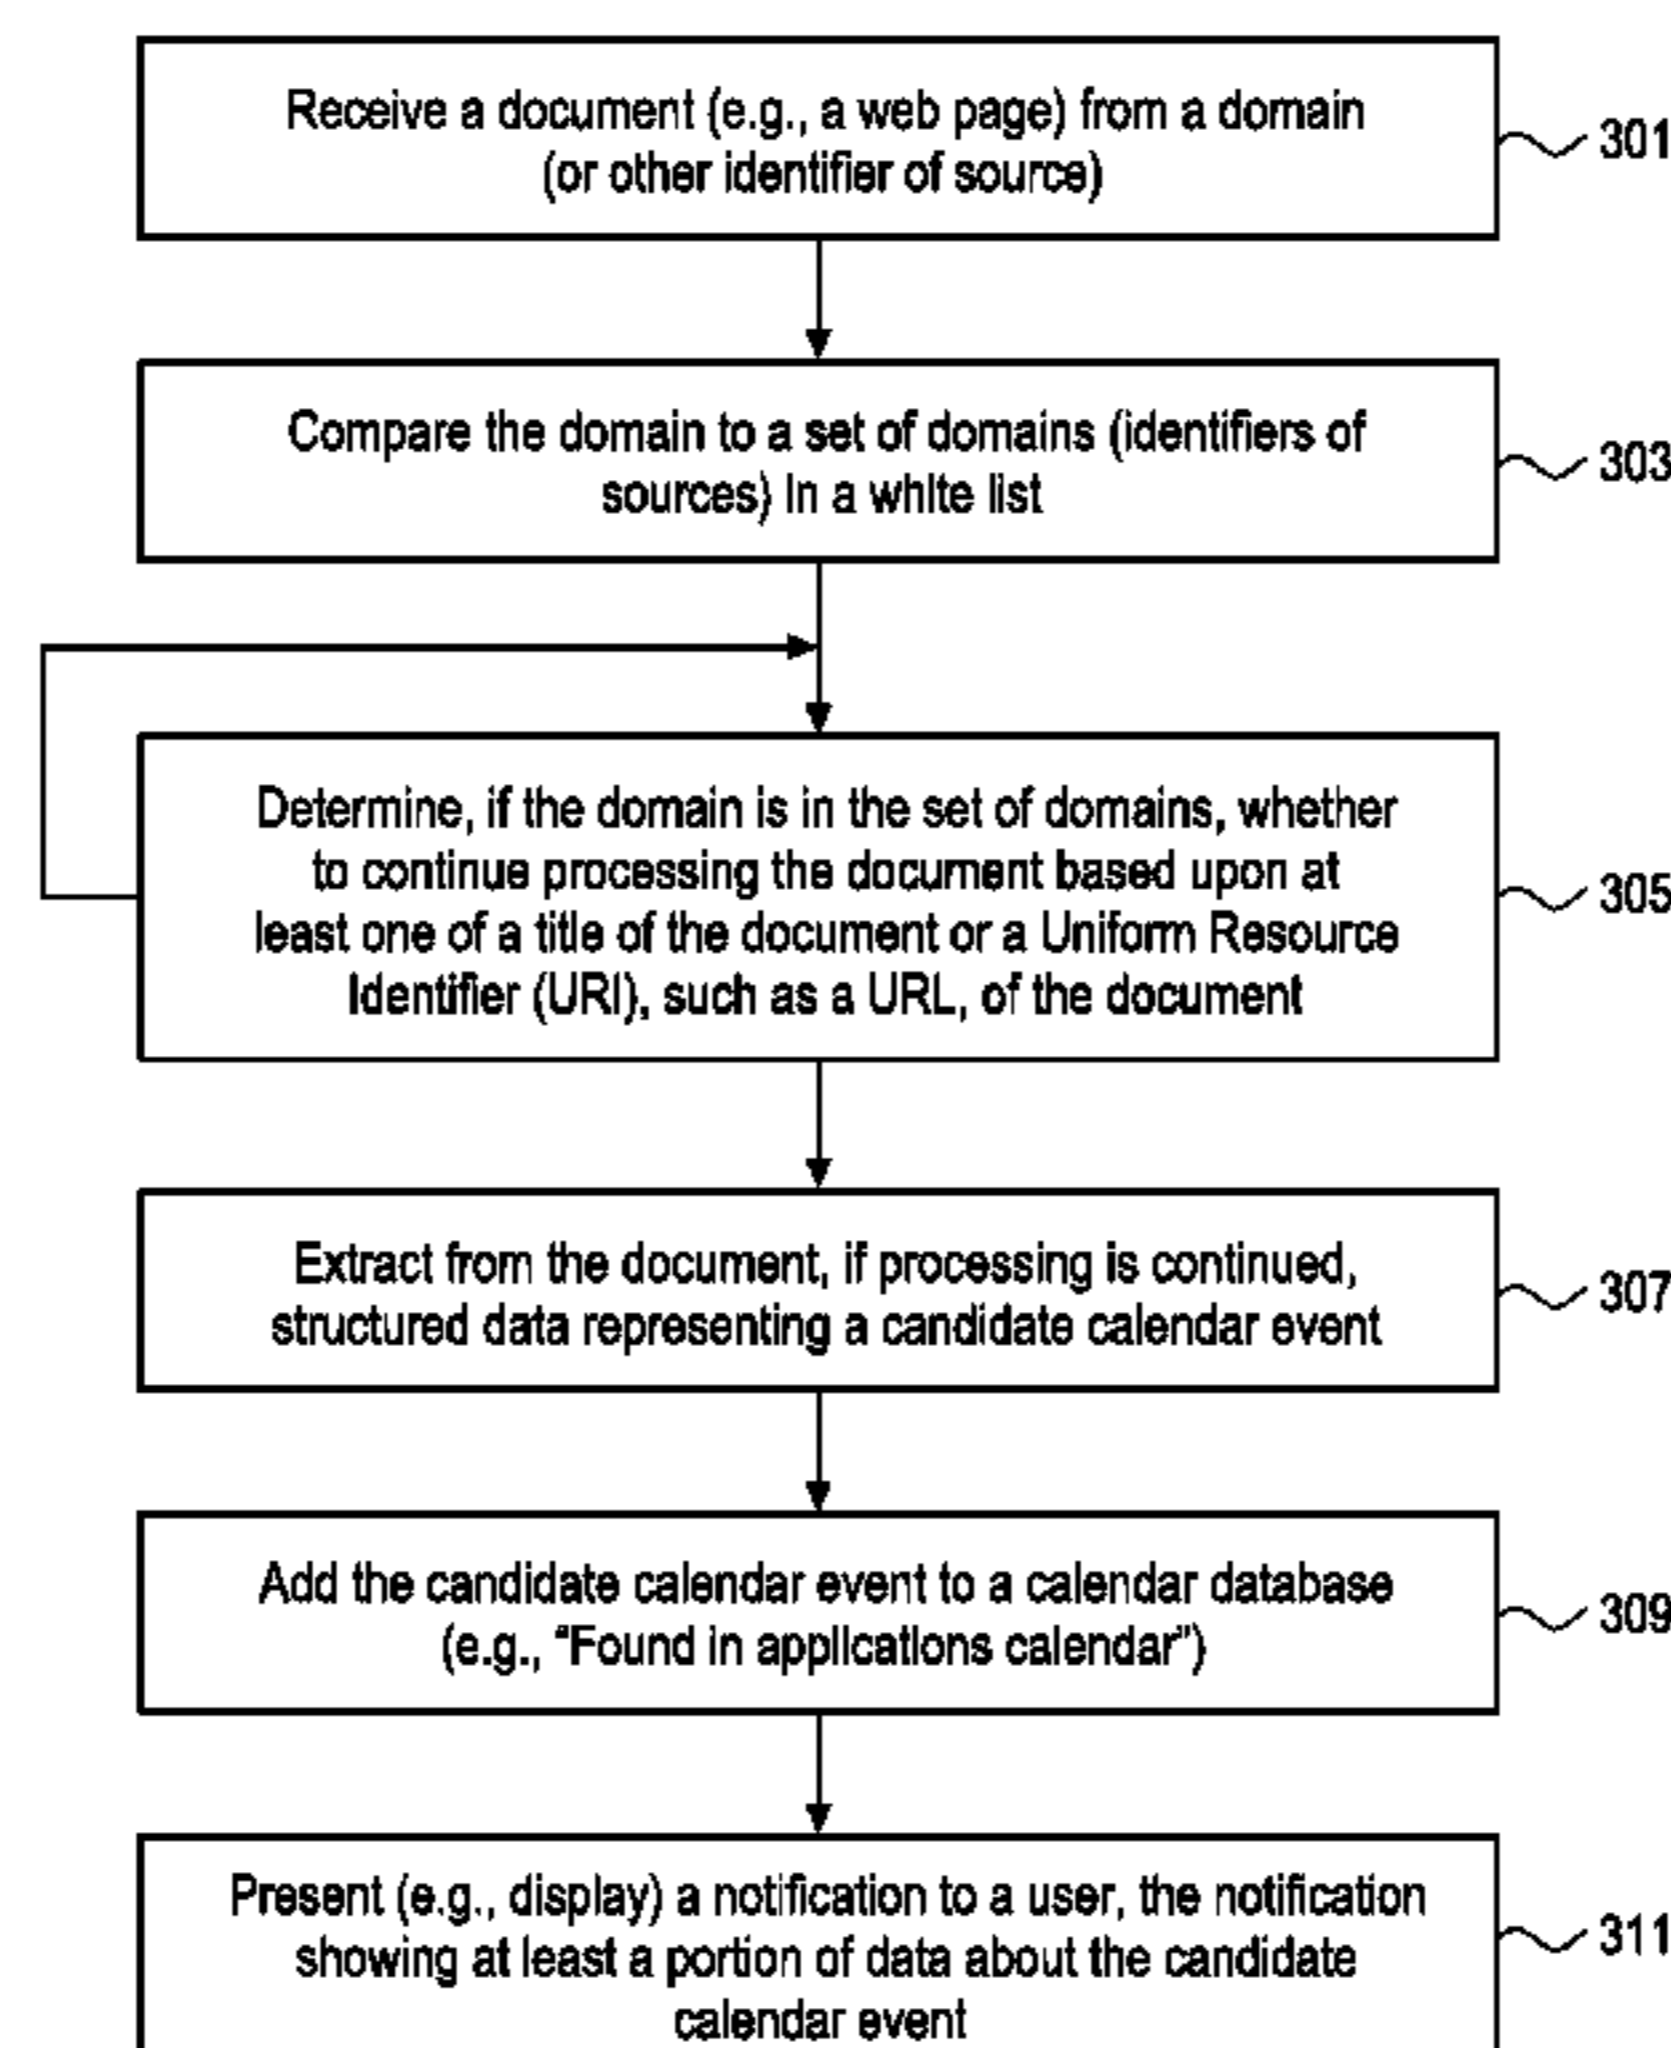 Receive a document (e.g., a web page) from a domain
(or other identifier of source)
301
Compare the domain to a set of domains (identifiers of
sources) in a white list
303
Determine, if the domain is in the set of domains, whether
to continue processing the document based upon at
least one of a title of the document or a Uniform Resource
Identifier (URI), such as a URL, of the document
305
Extract from the document, if processing is continued,
structured data representing a candidate calendar event
307
Add the candidate calendar event to a calendar database
(e.g., “Found in applications calendar”)
309
Present (e.g., display) a notification to a user, the notification
showing at least a portion of data about the candidate
calendar event
311